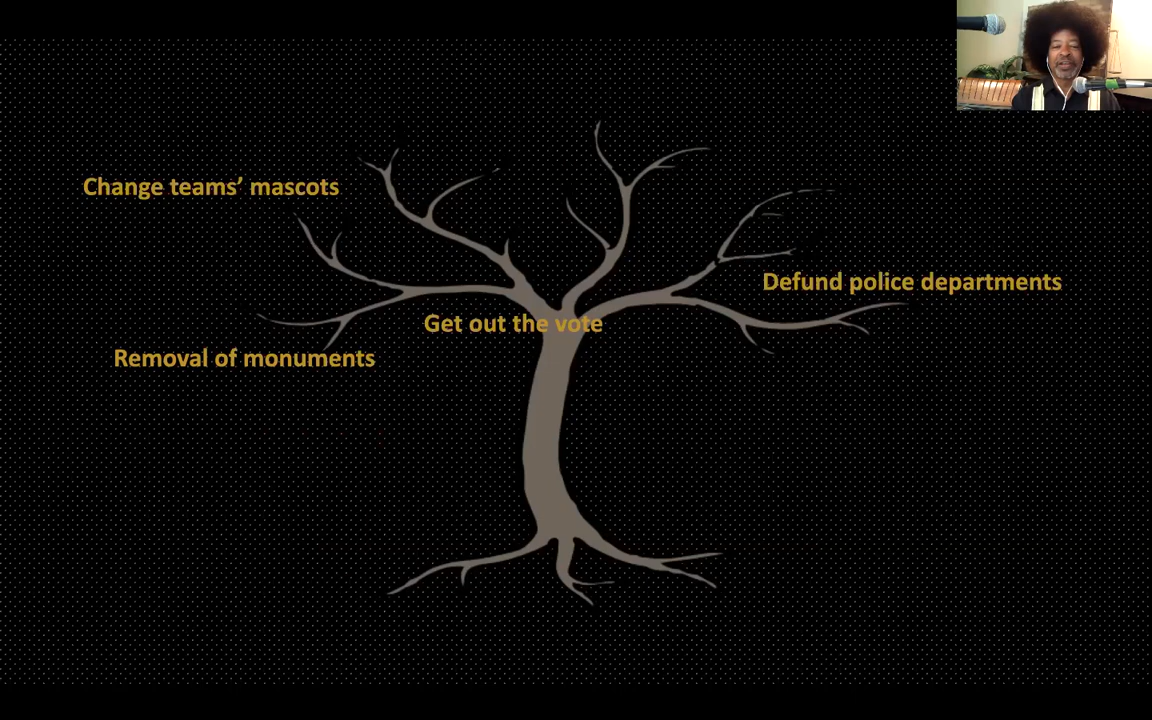 Change teams’ mascots
Defund police departments
Get out the vote
Removal of monuments